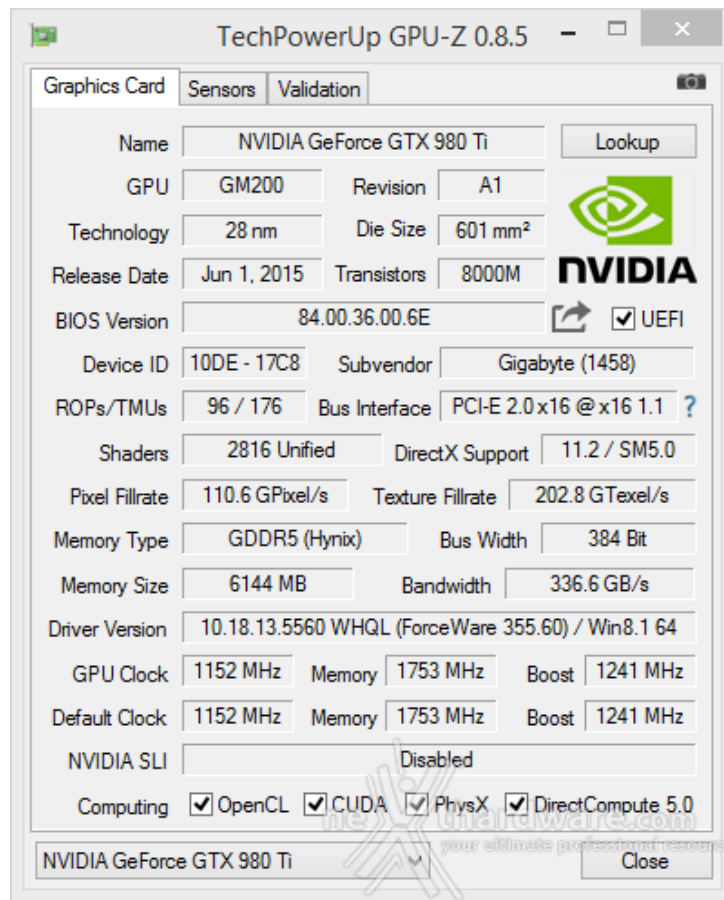 TechPowerUp GPU-Z 0.8.5
Graphics Card Sensors Validation
Name NVIDIA GeForce GTX 980 Ti Lookup
GPU GM200 Revision A1
Technology 28 nm Die Size 601 mm²
Release Date Jun 1, 2015 Transistors 8000M
NVIDIA
BIOS Version 84.00.36.00.6E UEFI
Device ID 10DE - 17C8 Subvendor Gigabyte (1458)
ROPs/TMUs 96 / 176 Bus Interface PCI-E 2.0 x16 @ x16 1.1 ?
Shaders 2816 Unified DirectX Support 11.2 / SM5.0
Pixel Fillrate 110.6 GPixel/s Texture Fillrate 202.8 GTexel/s
Memory Type GDDR5 (Hynix) Bus Width 384 Bit
Memory Size 6144 MB Bandwidth 336.6 GB/s
Driver Version 10.18.13.5560 WHQL (ForceWare 355.60) / Win8.1 64
GPU Clock 1152 MHz Memory 1753 MHz Boost 1241 MHz
Default Clock 1152 MHz Memory 1753 MHz Boost 1241 MHz
NVIDIA SLI Disabled
Computing OpenCL CUDA PhysX DirectCompute 5.0
your ultimate professional resource
NVIDIA GeForce GTX 980 Ti Close